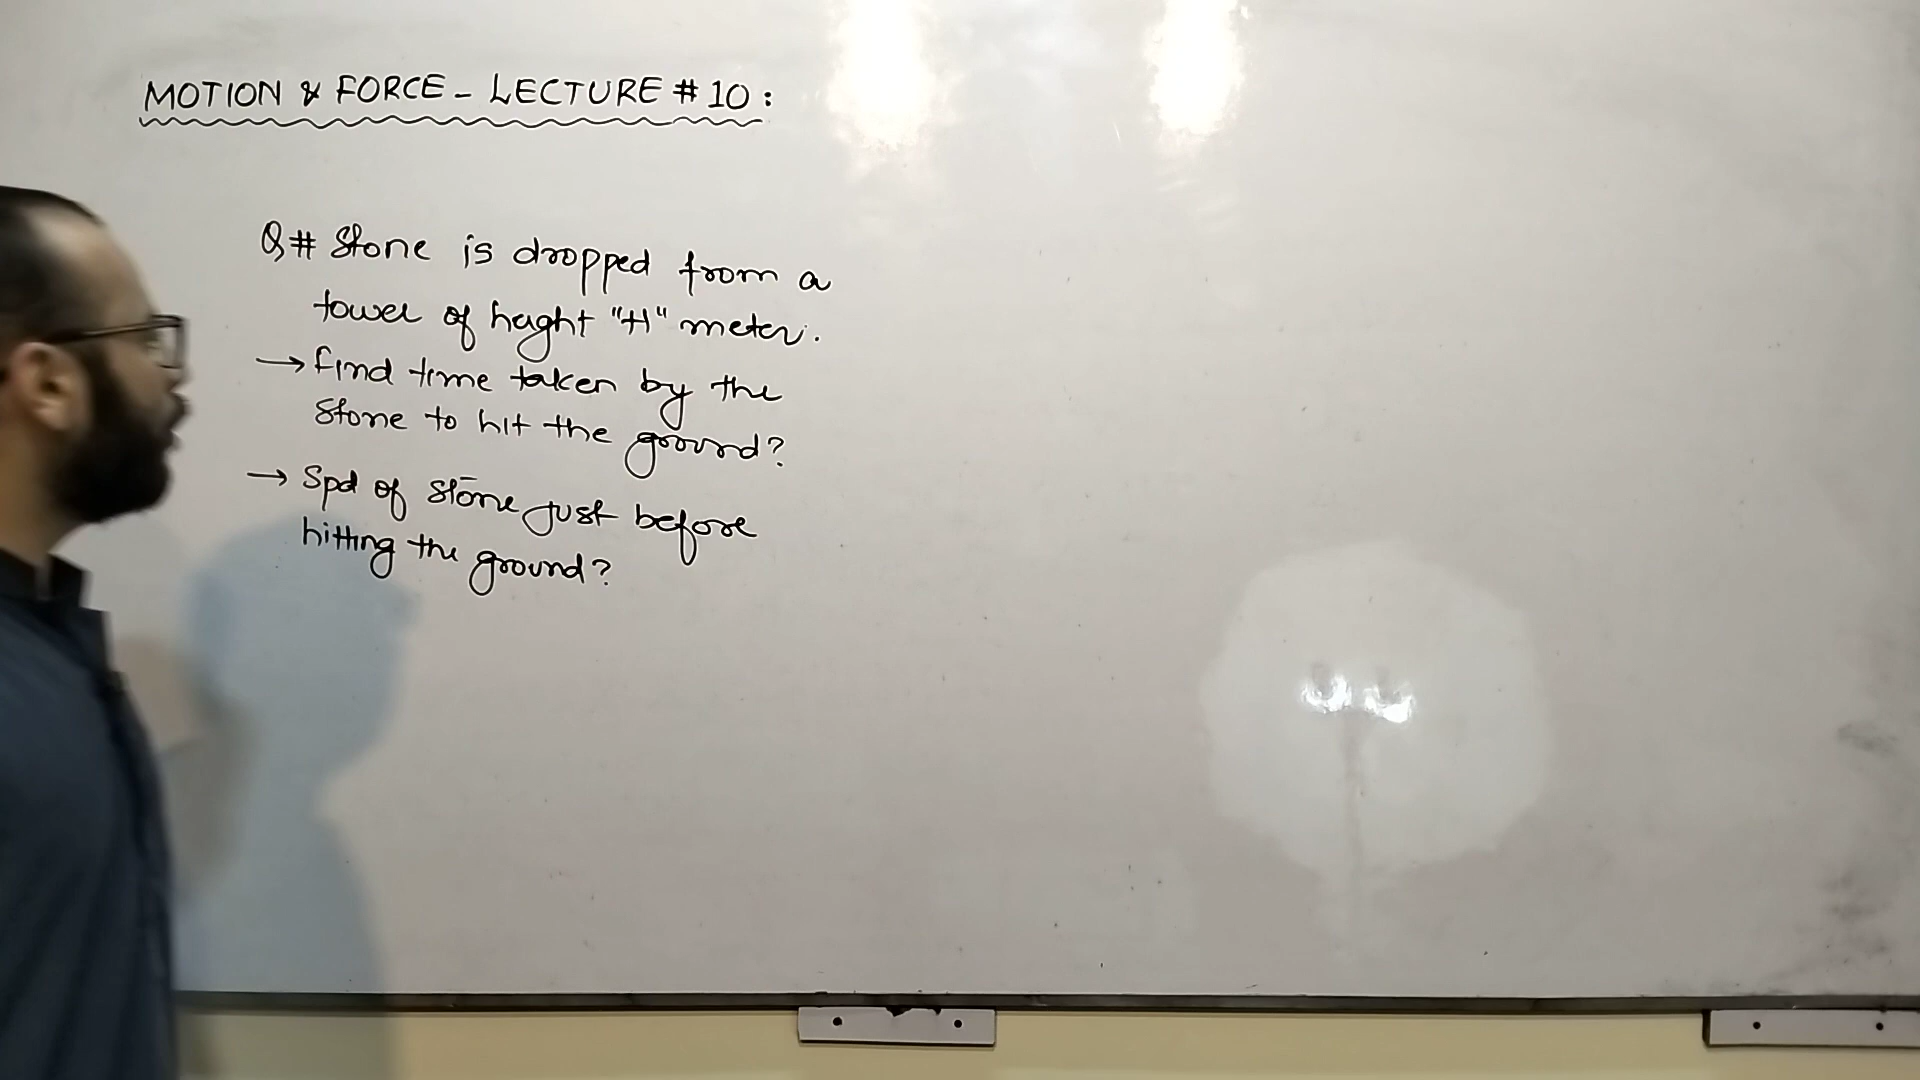 MOTION & FORCE - LECTURE # 10 :
Q# Stone is dropped from a
tower of height "H" meter.
→ Find time taken by the
stone to hit the ground?
→ Spd of stone just before
hitting the ground?